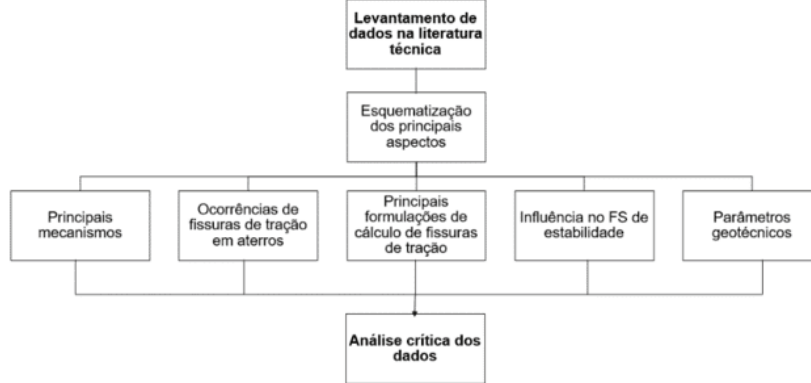 Levantamento de
dados na literatura
técnica
Esquematização
dos principais
aspectos
Principais
mecanismos
Ocorrências de
fissuras de tração
em aterros
Principais
formulações de
cálculo de fissuras
de tração
Influência no FS de
estabilidade
Parâmetros
geotécnicos
Análise crítica dos
dados